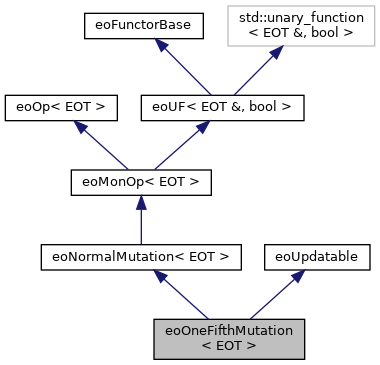 eoFunctorBase
std::unary_function
< EOT &, bool >
eoOp< EOT >
eoUF< EOT &, bool >
eoMonOp< EOT >
eoNormalMutation< EOT >
eoUpdatable
eoOneFifthMutation
< EOT >